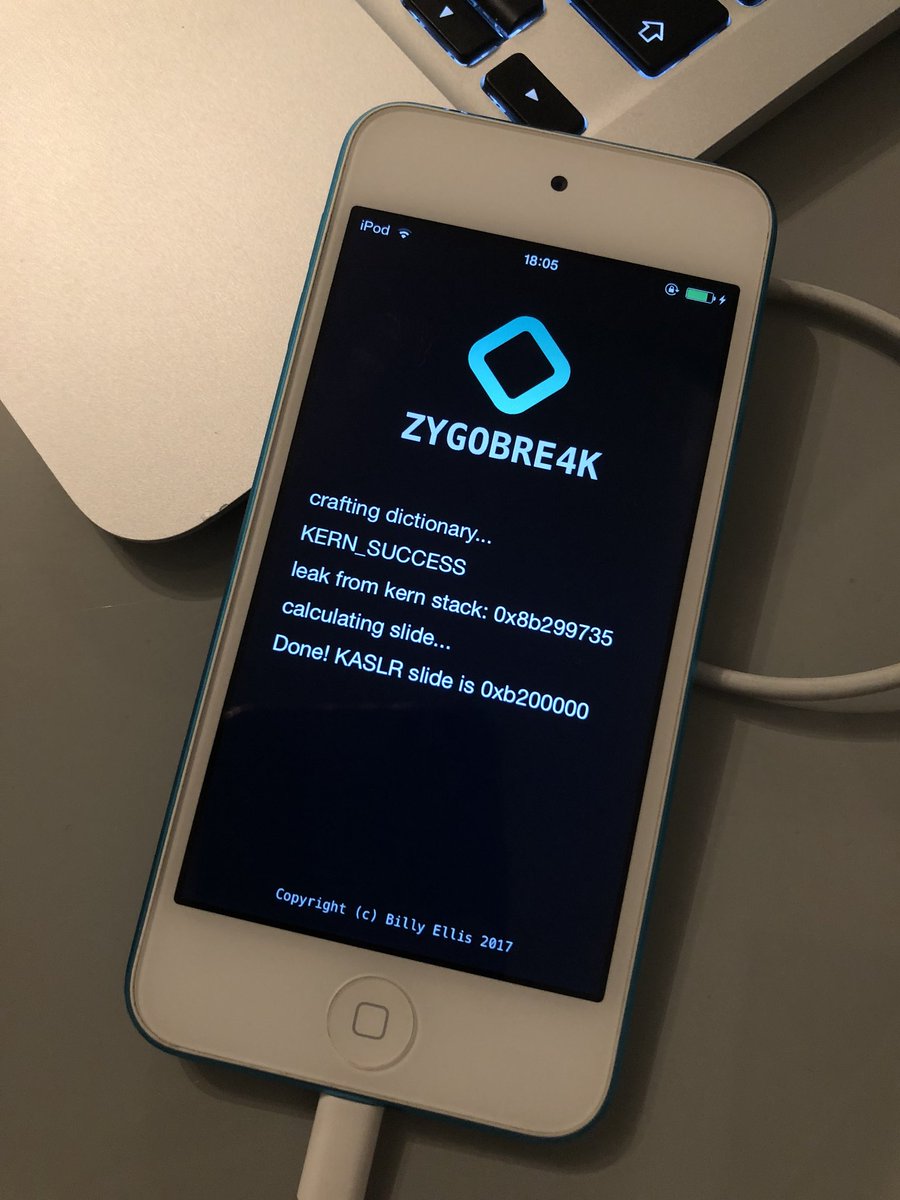 iPod
18:05
ZYG0BRE4K
crafting dictionary...
KERN_SUCCESS
leak from kern stack: 0x8b299735
calculating slide...
Done! KASLR slide is 0xb200000
Copyright (c) Billy Ellis 2017